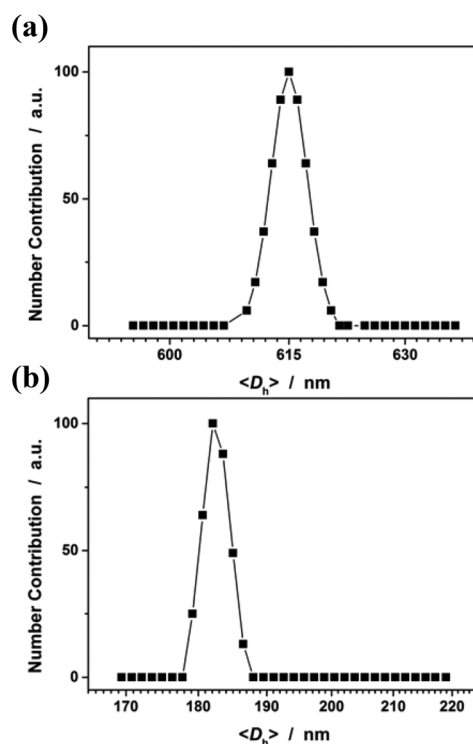 (a)
100
50
0
Number Contribution / a.u.
600 615 630
<Dh> / nm
(b)
100
50
0
Number Contribution / a.u.
170 180 190 200 210 220
<Dh> / nm